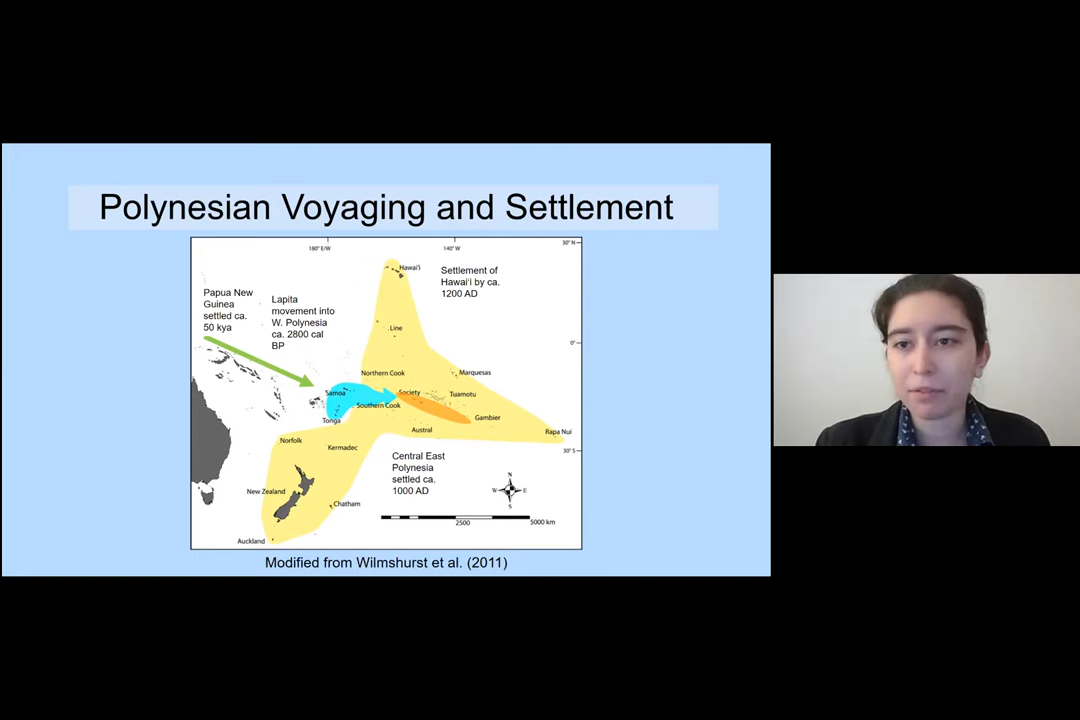 Polynesian Voyaging and Settlement
180° E/W
140° W
30° N
Hawai'i
Settlement of
Hawai'i by ca.
1200 AD
Papua New
Guinea
settled ca.
50 kya
Lapita
movement into
W. Polynesia
ca. 2800 cal
BP
Line
0°
Northern Cook
Marquesas
Samoa
Society
Tuamotu
Southern Cook
Tonga
Gambier
Austral
Rapa Nui
Norfolk
Kermadec
30° S
Central East
Polynesia
settled ca.
1000 AD
N
W
E
S
New Zealand
Chatham
2500
5000 km
Auckland
Modified from Wilmshurst et al. (2011)